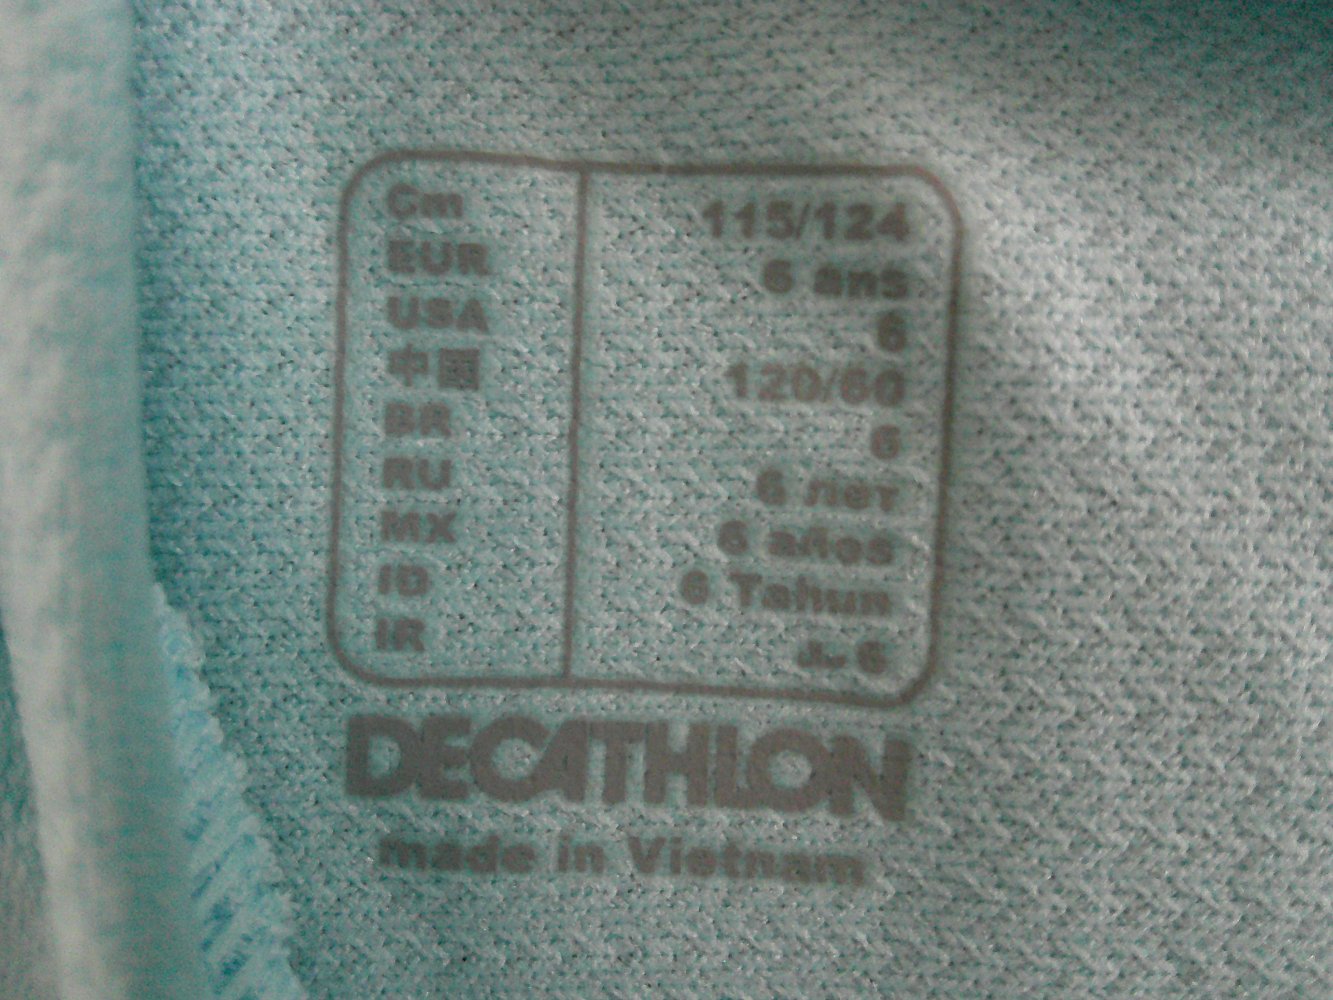 Cm 115/124
EUR 6 ans
USA 6
中国 120/60
BR 6
RU 6 лет
MX 6 años
ID 6 Tahun
IR 6
DECATHLON
made in Vietnam